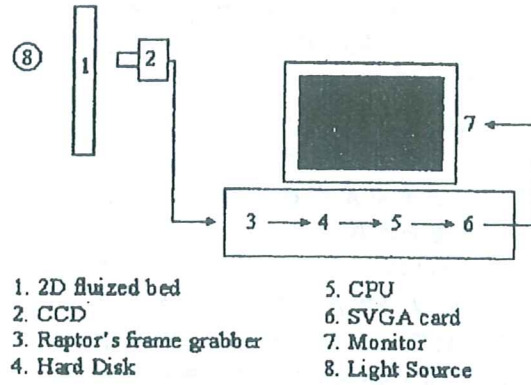 8
1
2
7
3 4 5 6
1. 2D fluized bed
2. CCD
3. Raptor's frame grabber
4. Hard Disk
5. CPU
6. SVGA card
7. Monitor
8. Light Source